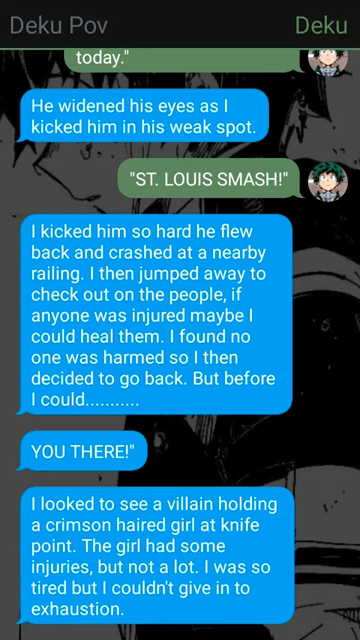 Deku Pov
Deku
today."
He widened his eyes as I
kicked him in his weak spot.
"ST. LOUIS SMASH!"
I kicked him so hard he flew
back and crashed at a nearby
railing. I then jumped away to
check out on the people, if
anyone was injured maybe I
could heal them. I found no
one was harmed so I then
decided to go back. But before
I could...........
YOU THERE!"
I looked to see a villain holding
a crimson haired girl at knife
point. The girl had some
injuries, but not a lot. I was so
tired but I couldn't give in to
exhaustion.